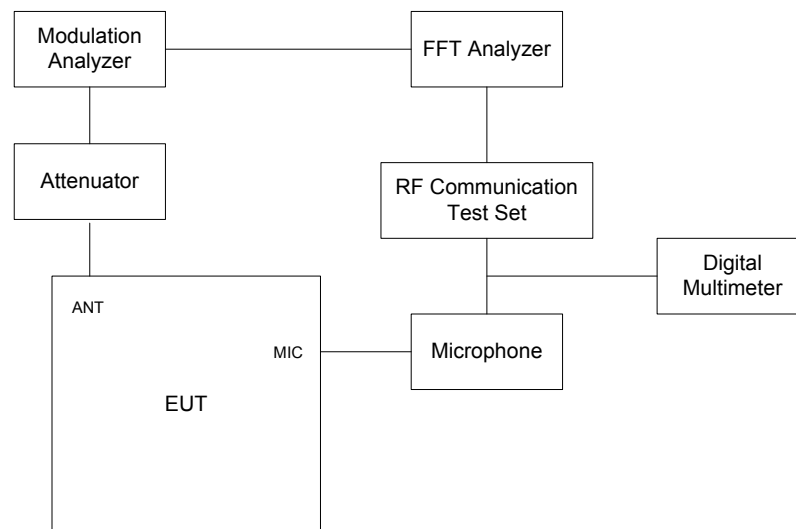 Modulation
Analyzer
FFT Analyzer
Attenuator
RF Communication
Test Set
Digital
Multimeter
ANT
MIC
Microphone
EUT